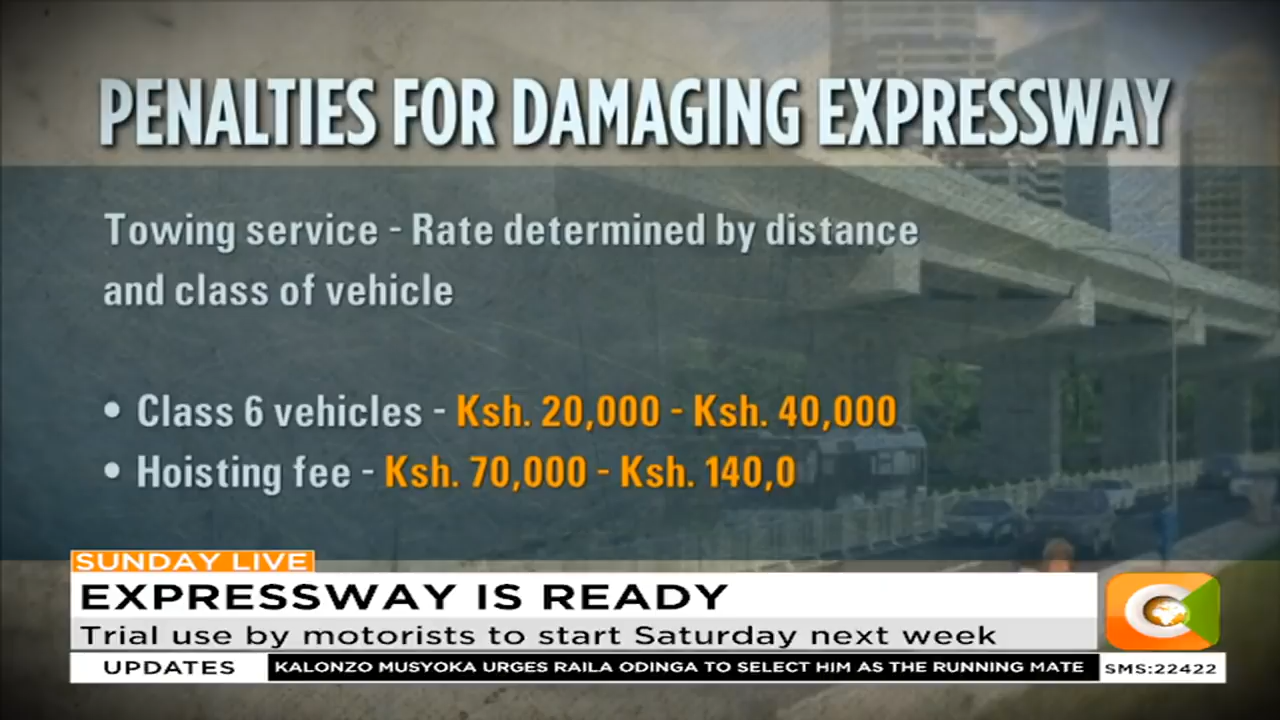 PENALTIES FOR DAMAGING EXPRESSWAY
Towing service - Rate determined by distance
and class of vehicle
• Class 6 vehicles - Ksh. 20,000 - Ksh. 40,000
• Hoisting fee - Ksh. 70,000 - Ksh. 140,0
SUNDAY LIVE
EXPRESSWAY IS READY
Trial use by motorists to start Saturday next week
UPDATES KALONZO MUSYOKA URGES RAILA ODINGA TO SELECT HIM AS THE RUNNING MATE SMS:22422